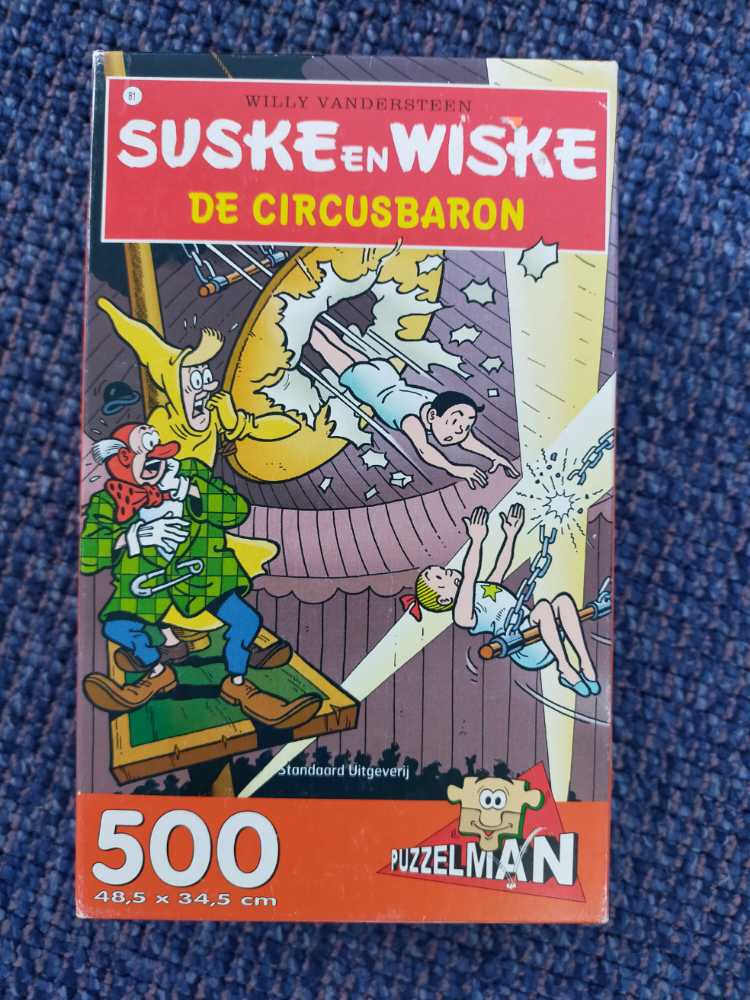 81
WILLY VANDERSTEEN
SUSKE EN WISKE
DE CIRCUSBARON
Standaard Uitgeverij
500
48,5 x 34,5 cm
PUZZELMAN